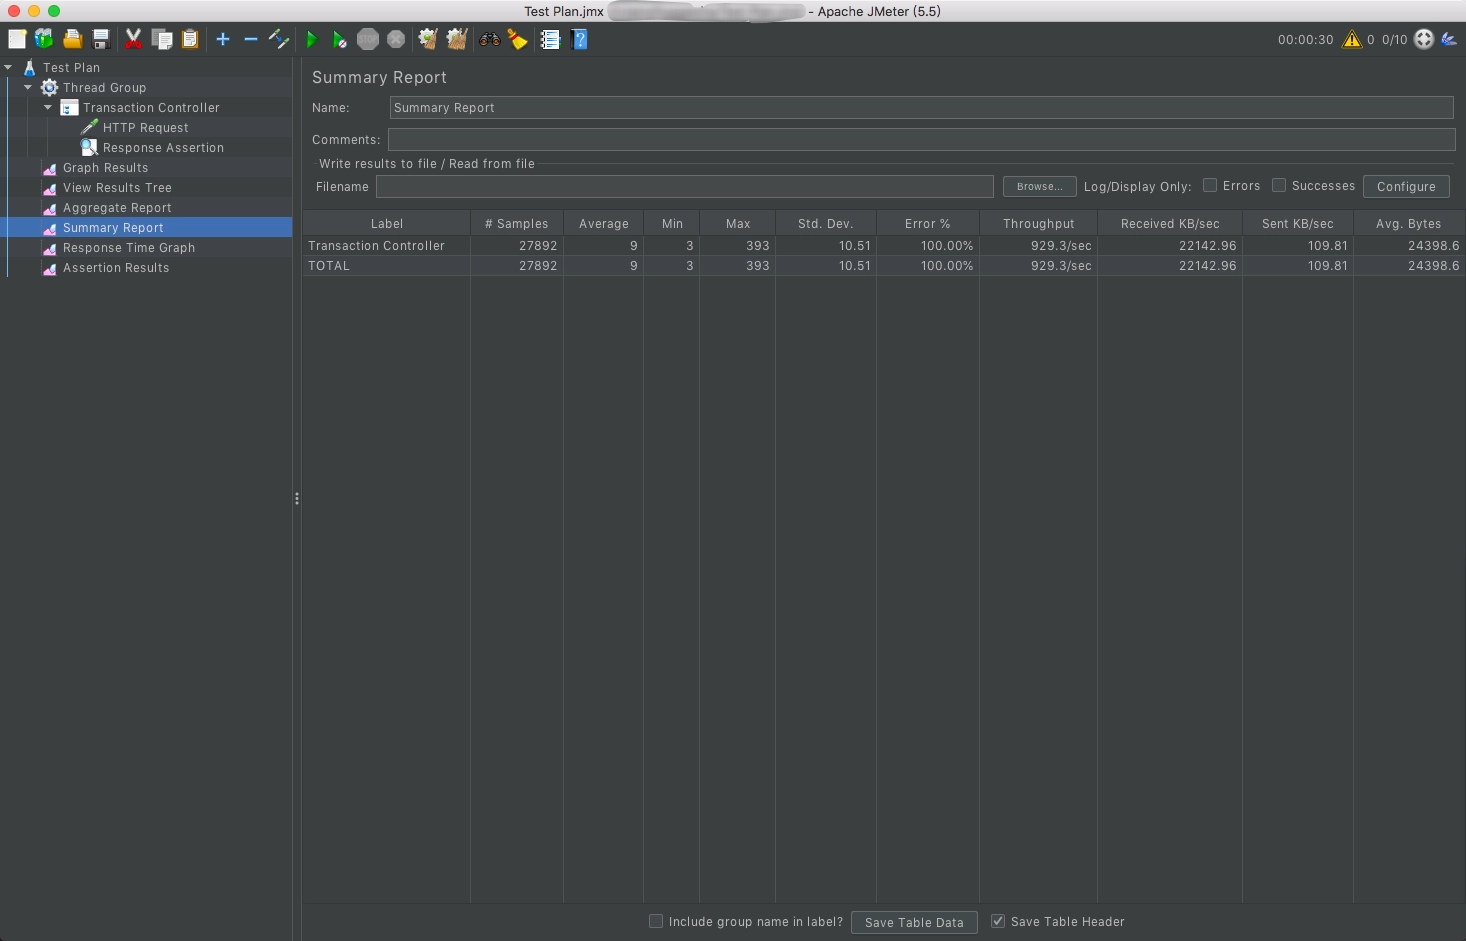 Test Plan.jmx - Apache JMeter (5.5)
STOP 00:00:30 0 0/10
Test Plan
Thread Group
Transaction Controller
HTTP Request
Response Assertion
Graph Results
View Results Tree
Aggregate Report
Summary Report
Response Time Graph
Assertion Results
Summary Report
Name: Summary Report
Comments:
Write results to file / Read from file
Filename Browse... Log/Display Only: Errors Successes Configure
Label # Samples Average Min Max Std. Dev. Error % Throughput Received KB/sec Sent KB/sec Avg. Bytes
Transaction Controller 27892 9 3 393 10.51 100.00% 929.3/sec 22142.96 109.81 24398.6
TOTAL 27892 9 3 393 10.51 100.00% 929.3/sec 22142.96 109.81 24398.6
Include group name in label? Save Table Data Save Table Header